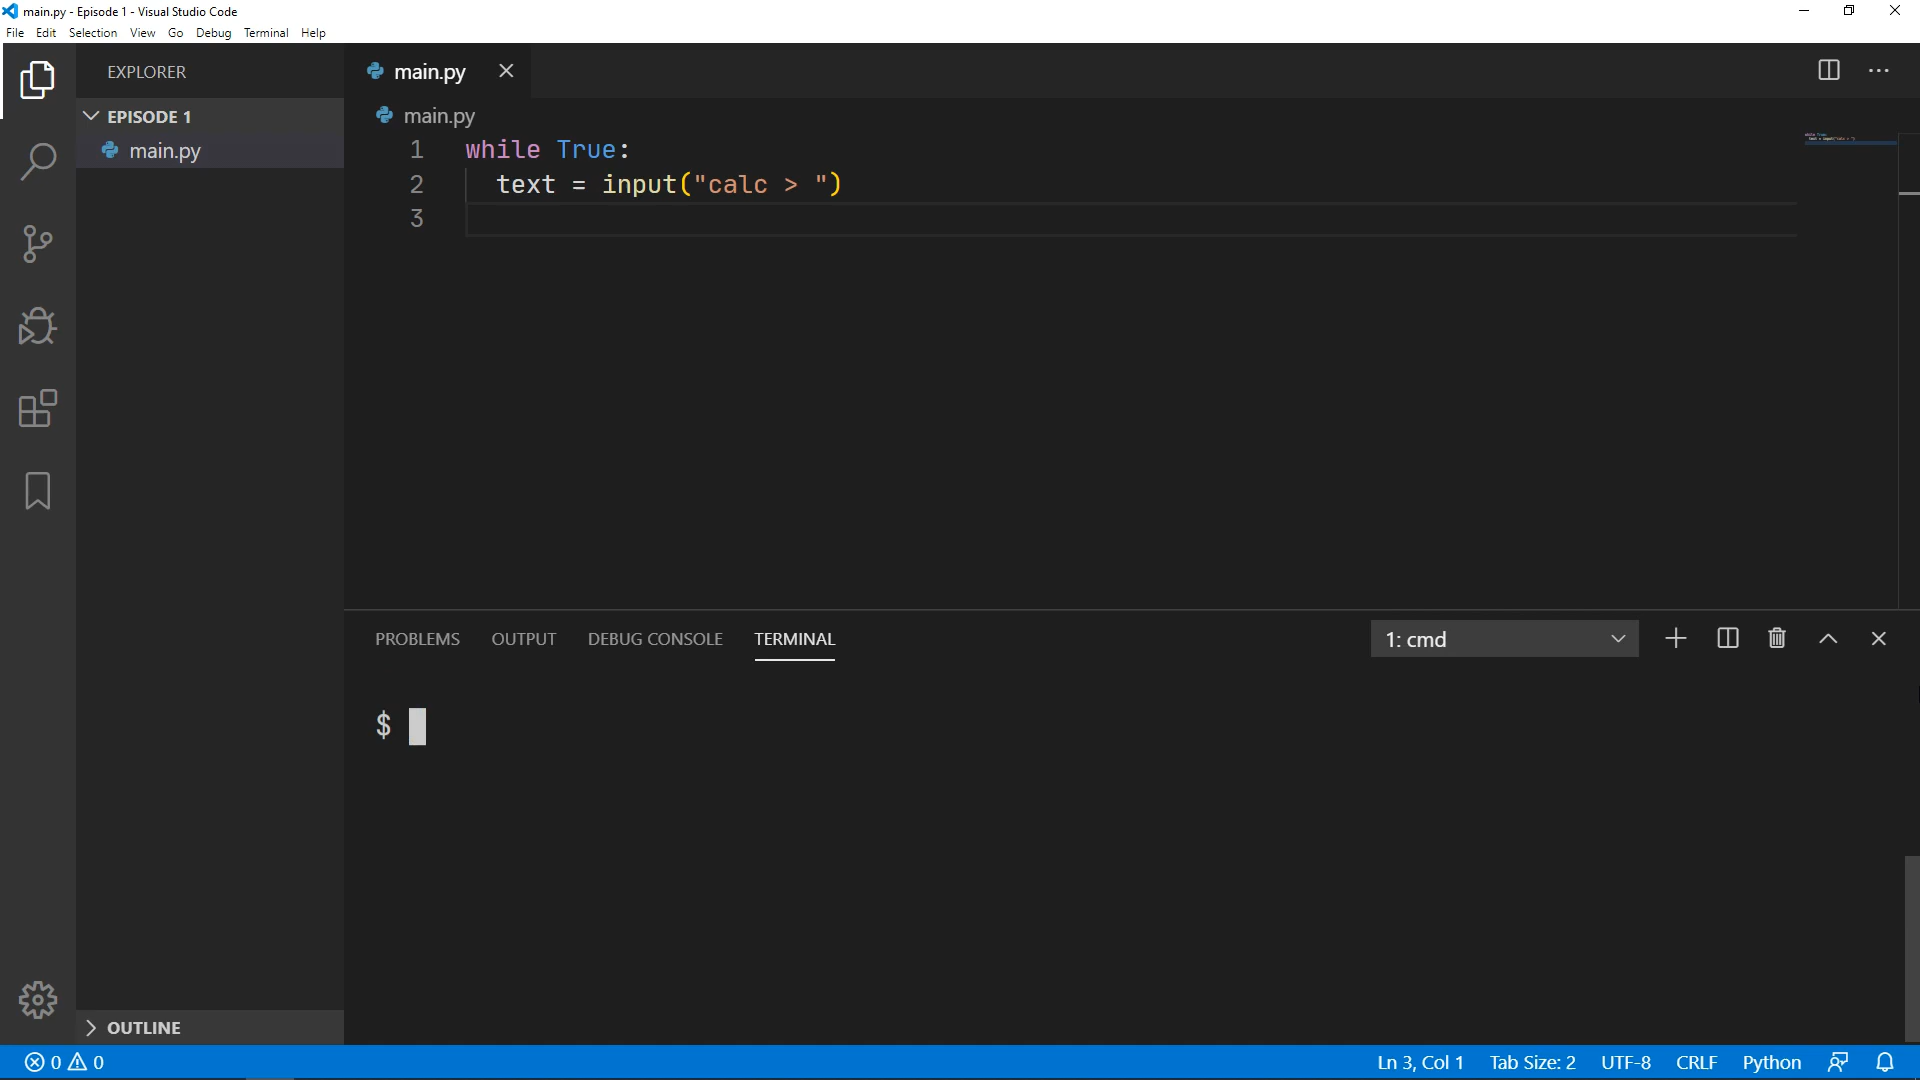 main.py - Episode 1 - Visual Studio Code
File Edit Selection View Go Debug Terminal Help
EXPLORER
EPISODE 1
main.py
OUTLINE
main.py
main.py
1 while True:
2 text = input("calc > ")
3
PROBLEMS OUTPUT DEBUG CONSOLE TERMINAL 1: cmd
$
0 0 Ln 3, Col 1 Tab Size: 2 UTF-8 CRLF Python